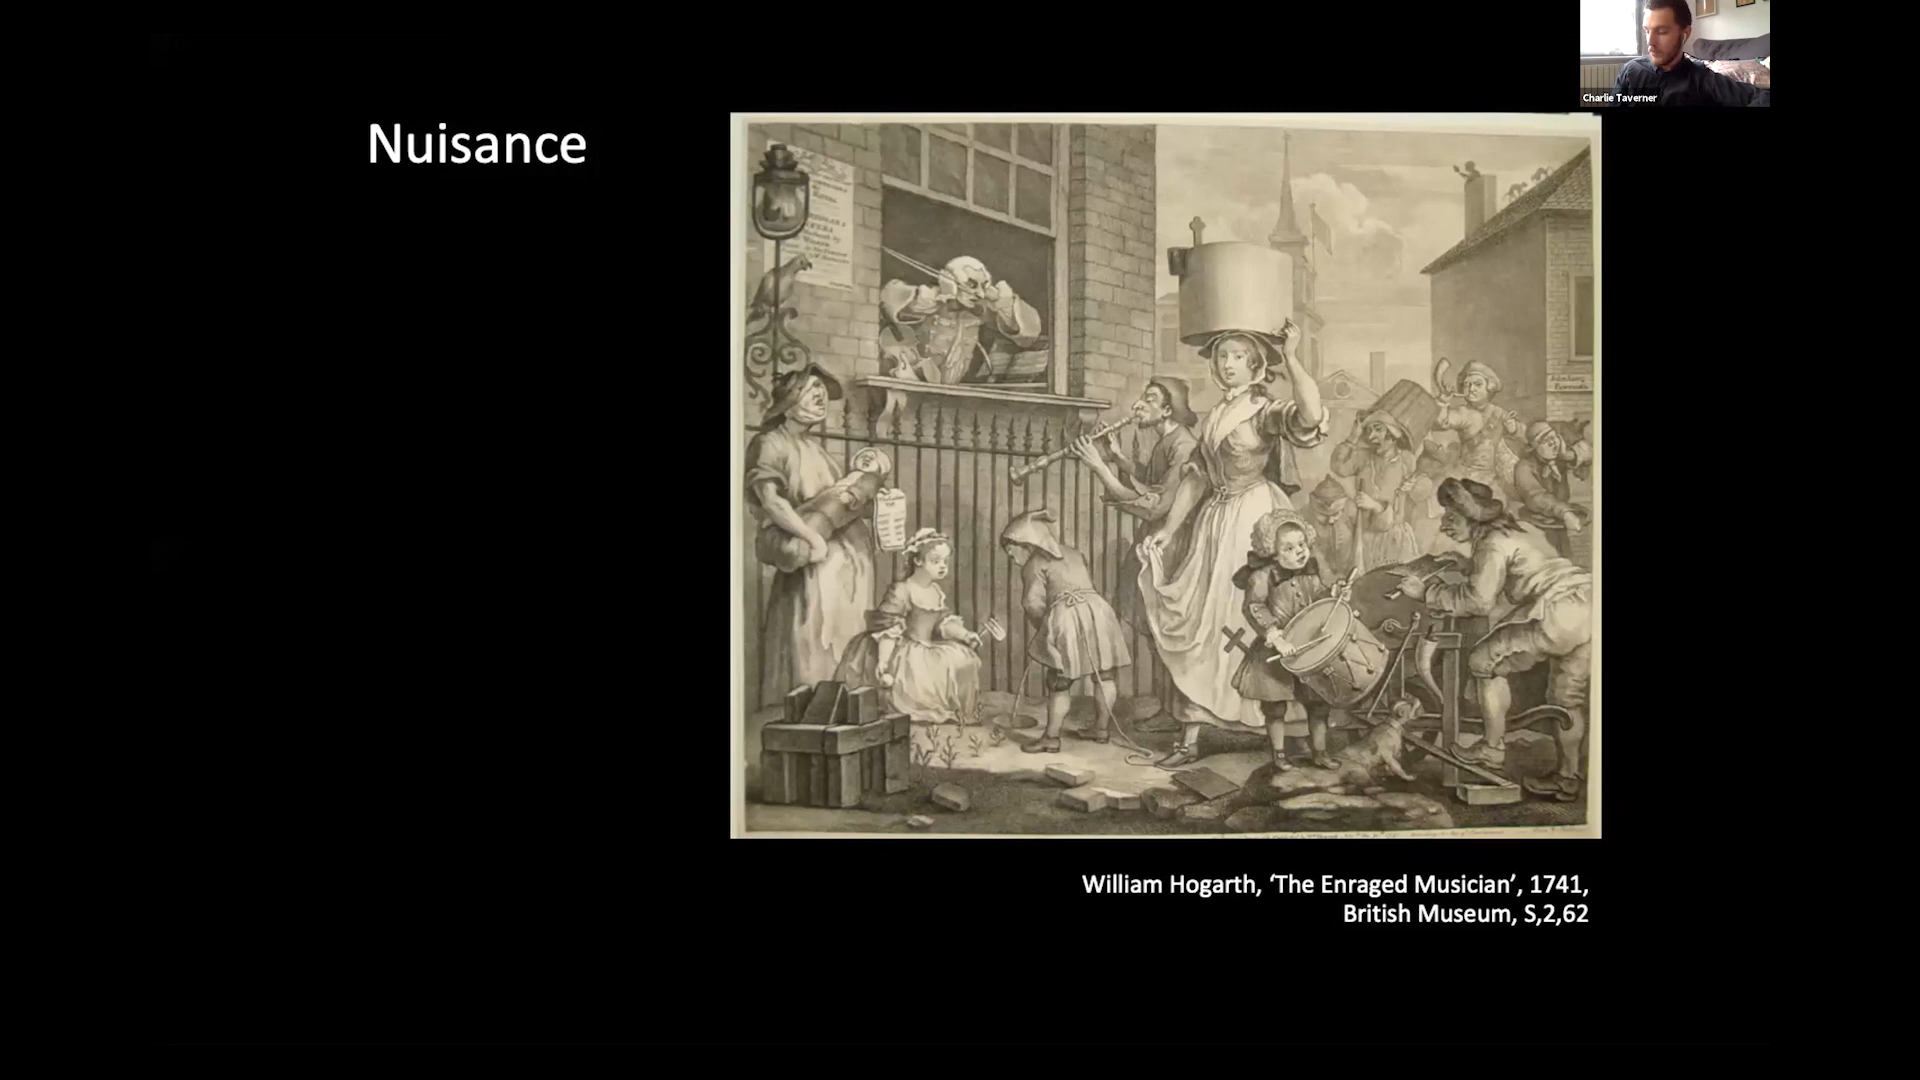 Charlie Taverner
Nuisance
William Hogarth, ‘The Enraged Musician’, 1741,
British Museum, S,2,62